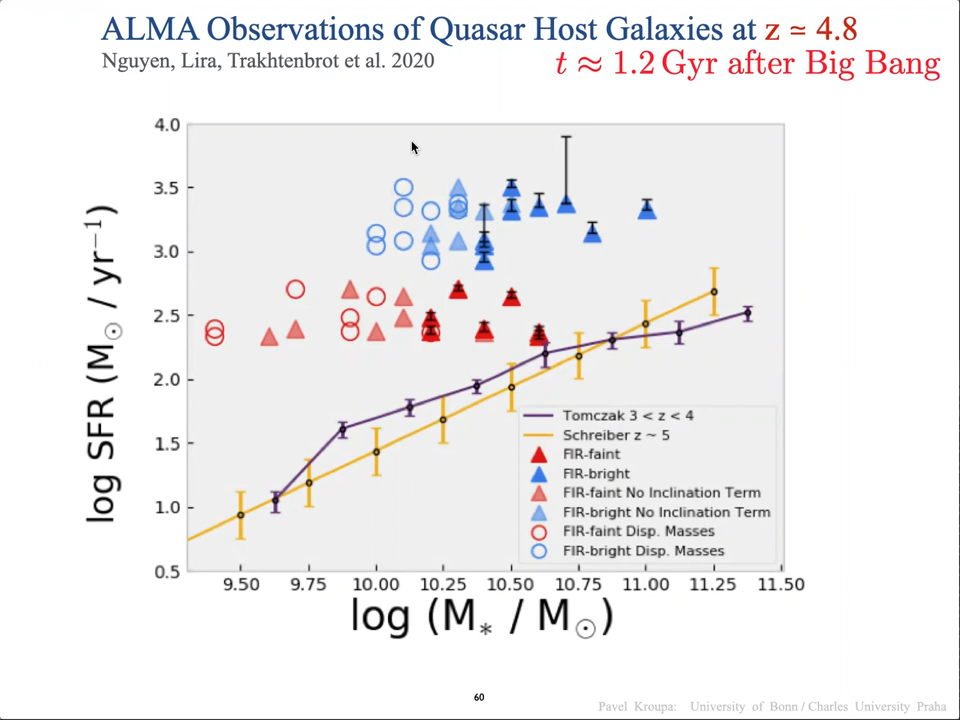 ALMA Observations of Quasar Host Galaxies at z ≃ 4.8
Nguyen, Lira, Trakhtenbrot et al. 2020
t ≈ 1.2 Gyr after Big Bang
4.0
3.5
3.0
2.5
2.0
1.5
1.0
0.5
log SFR (M⊙ / yr⁻¹)
Tomczak 3 < z < 4
Schreiber z ~ 5
FIR-faint
FIR-bright
FIR-faint No Inclination Term
FIR-bright No Inclination Term
FIR-faint Disp. Masses
FIR-bright Disp. Masses
9.50 9.75 10.00 10.25 10.50 10.75 11.00 11.25 11.50
log (M* / M⊙)
60
Pavel Kroupa: University of Bonn / Charles University Praha